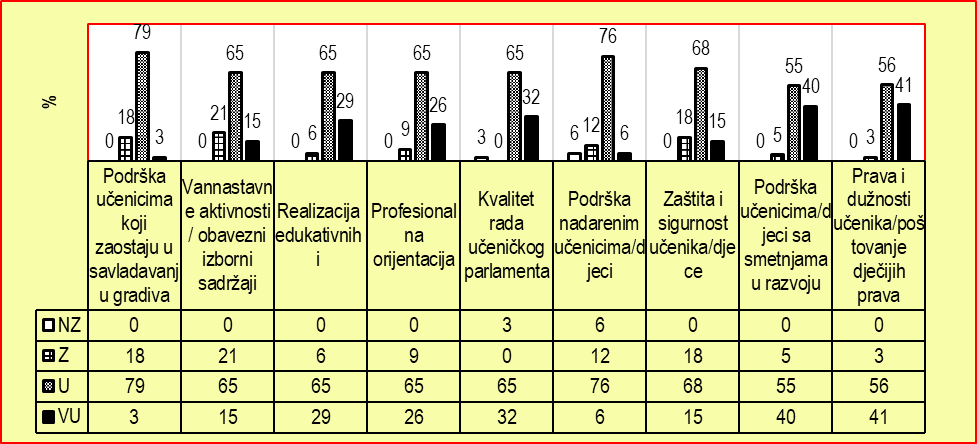 %
0 18 79 3
0 21 65 15
0 6 65 29
0 9 65 26
3 0 65 32
6 12 76 6
0 18 68 15
0 5 55 40
0 3 56 41
Podrška
učenicima
koji
zaostaju u
savladavanj
u gradiva
Vannastavn
e aktivnosti
/ obavezni
izborni
sadržaji
Realizacija
edukativnih
i
Profesional
na
orijentacija
Kvalitet
rada
učeničkog
parlamenta
Podrška
nadarenim
učenicima/d
jeci
Zaštita i
sigurnost
učenika/dje
ce
Podrška
učenicima/d
jeci sa
smetnjama
u razvoju
Prava i
dužnosti
učenika/poš
tovanje
dječijih
prava
NZ 0 0 0 0 3 6 0 0 0
Z 18 21 6 9 0 12 18 5 3
U 79 65 65 65 65 76 68 55 56
VU 3 15 29 26 32 6 15 40 41